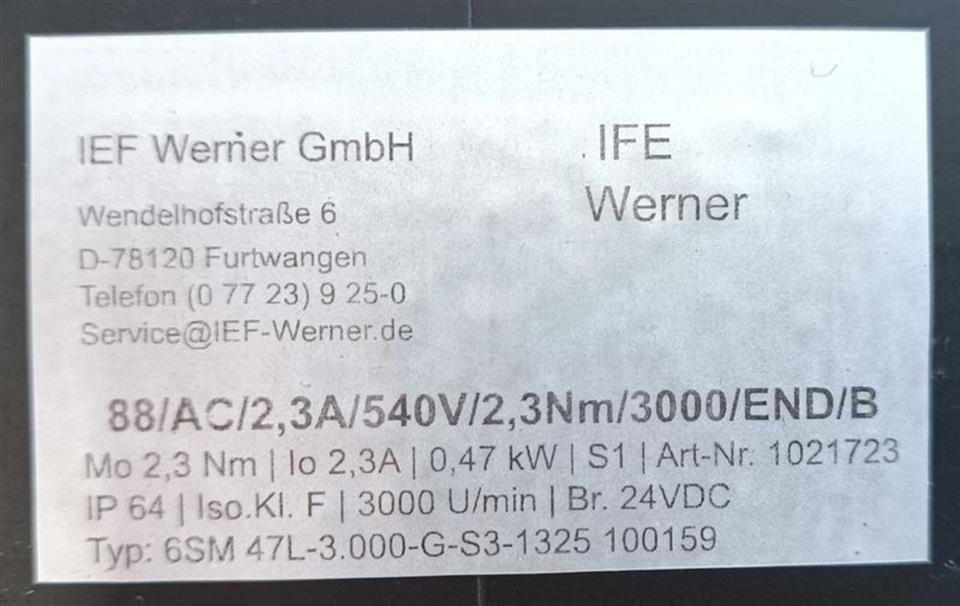 IEF Werner GmbH
Wendelhofstraße 6
D-78120 Furtwangen
Telefon (0 77 23) 9 25-0
Service@IEF-Werner.de
IFE
Werner
88/AC/2,3A/540V/2,3Nm/3000/END/B
Mo 2,3 Nm | Io 2,3A | 0,47 kW | S1 | Art-Nr. 1021723
IP 64 | Iso.Kl. F | 3000 U/min | Br. 24VDC
Typ: 6SM 47L-3.000-G-S3-1325 100159